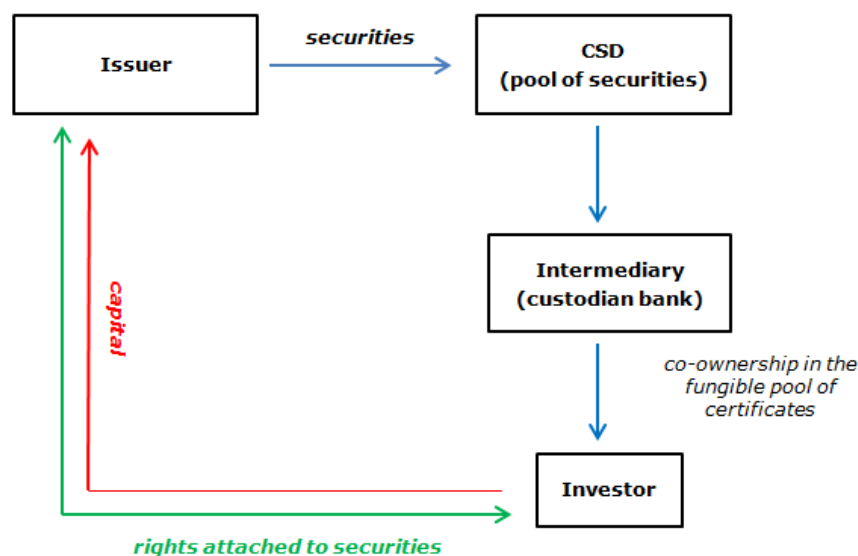 Issuer
securities
CSD
(pool of securities)
Intermediary
(custodian bank)
capital
co-ownership in the
fungible pool of
certificates
Investor
rights attached to securities